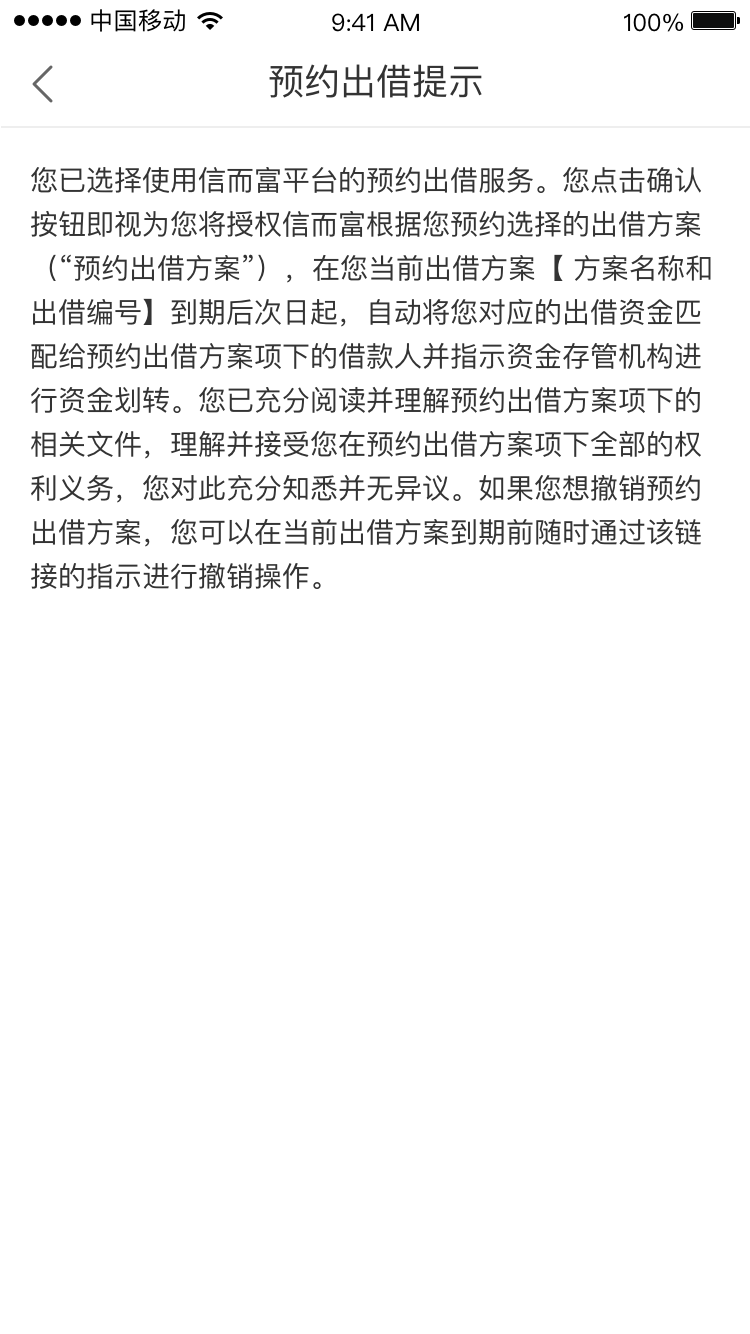 中国移动 9:41 AM 100%
预约出借提示
您已选择使用信而富平台的预约出借服务。您点击确认
按钮即视为您将授权信而富根据您预约选择的出借方案
（“预约出借方案”），在您当前出借方案【 方案名称和
出借编号】到期后次日起，自动将您对应的出借资金匹
配给预约出借方案项下的借款人并指示资金存管机构进
行资金划转。您已充分阅读并理解预约出借方案项下的
相关文件，理解并接受您在预约出借方案项下全部的权
利义务，您对此充分知悉并无异议。如果您想撤销预约
出借方案，您可以在当前出借方案到期前随时通过该链
接的指示进行撤销操作。